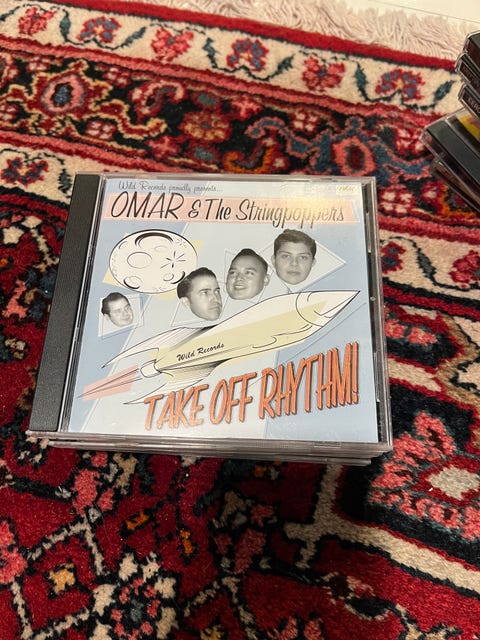 Wild Records proudly presents...
OMAR & The Stringpoppers
Wild Records
TAKE OFF RHYTHM!